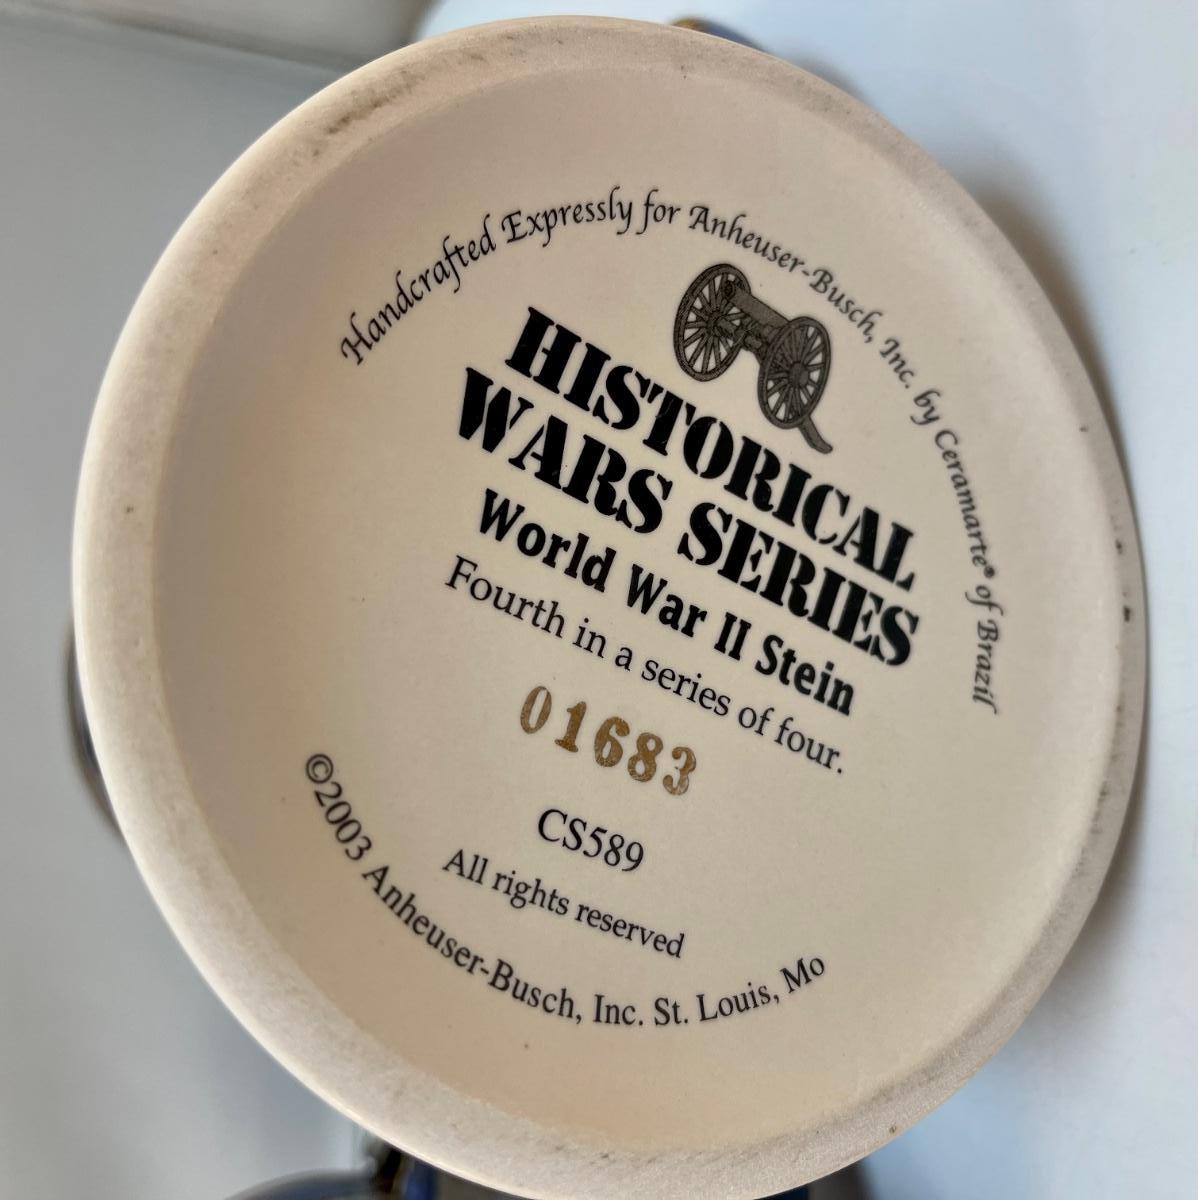 Handcrafted Expressly for Anheuser-Busch, Inc. by Ceramarte® of Brazil
HISTORICAL
WARS SERIES
World War II Stein
Fourth in a series of four.
01683
CS589
All rights reserved
©2003 Anheuser-Busch, Inc. St. Louis, Mo